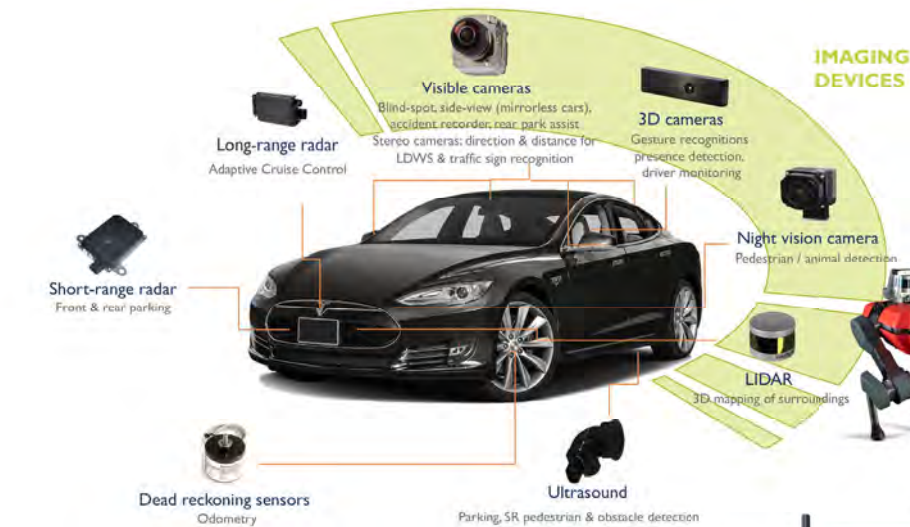 IMAGING
DEVICES
Visible cameras
Blind-spot, side-view (mirrorless cars),
accident recorder, rear park assist
Stereo cameras: direction & distance for
LDWS & traffic sign recognition
3D cameras
Gesture recognitions
presence detection,
driver monitoring
Long-range radar
Adaptive Cruise Control
Night vision camera
Pedestrian / animal detection
Short-range radar
Front & rear parking
LIDAR
3D mapping of surroundings
Dead reckoning sensors
Odometry
Ultrasound
Parking, SR pedestrian & obstacle detection